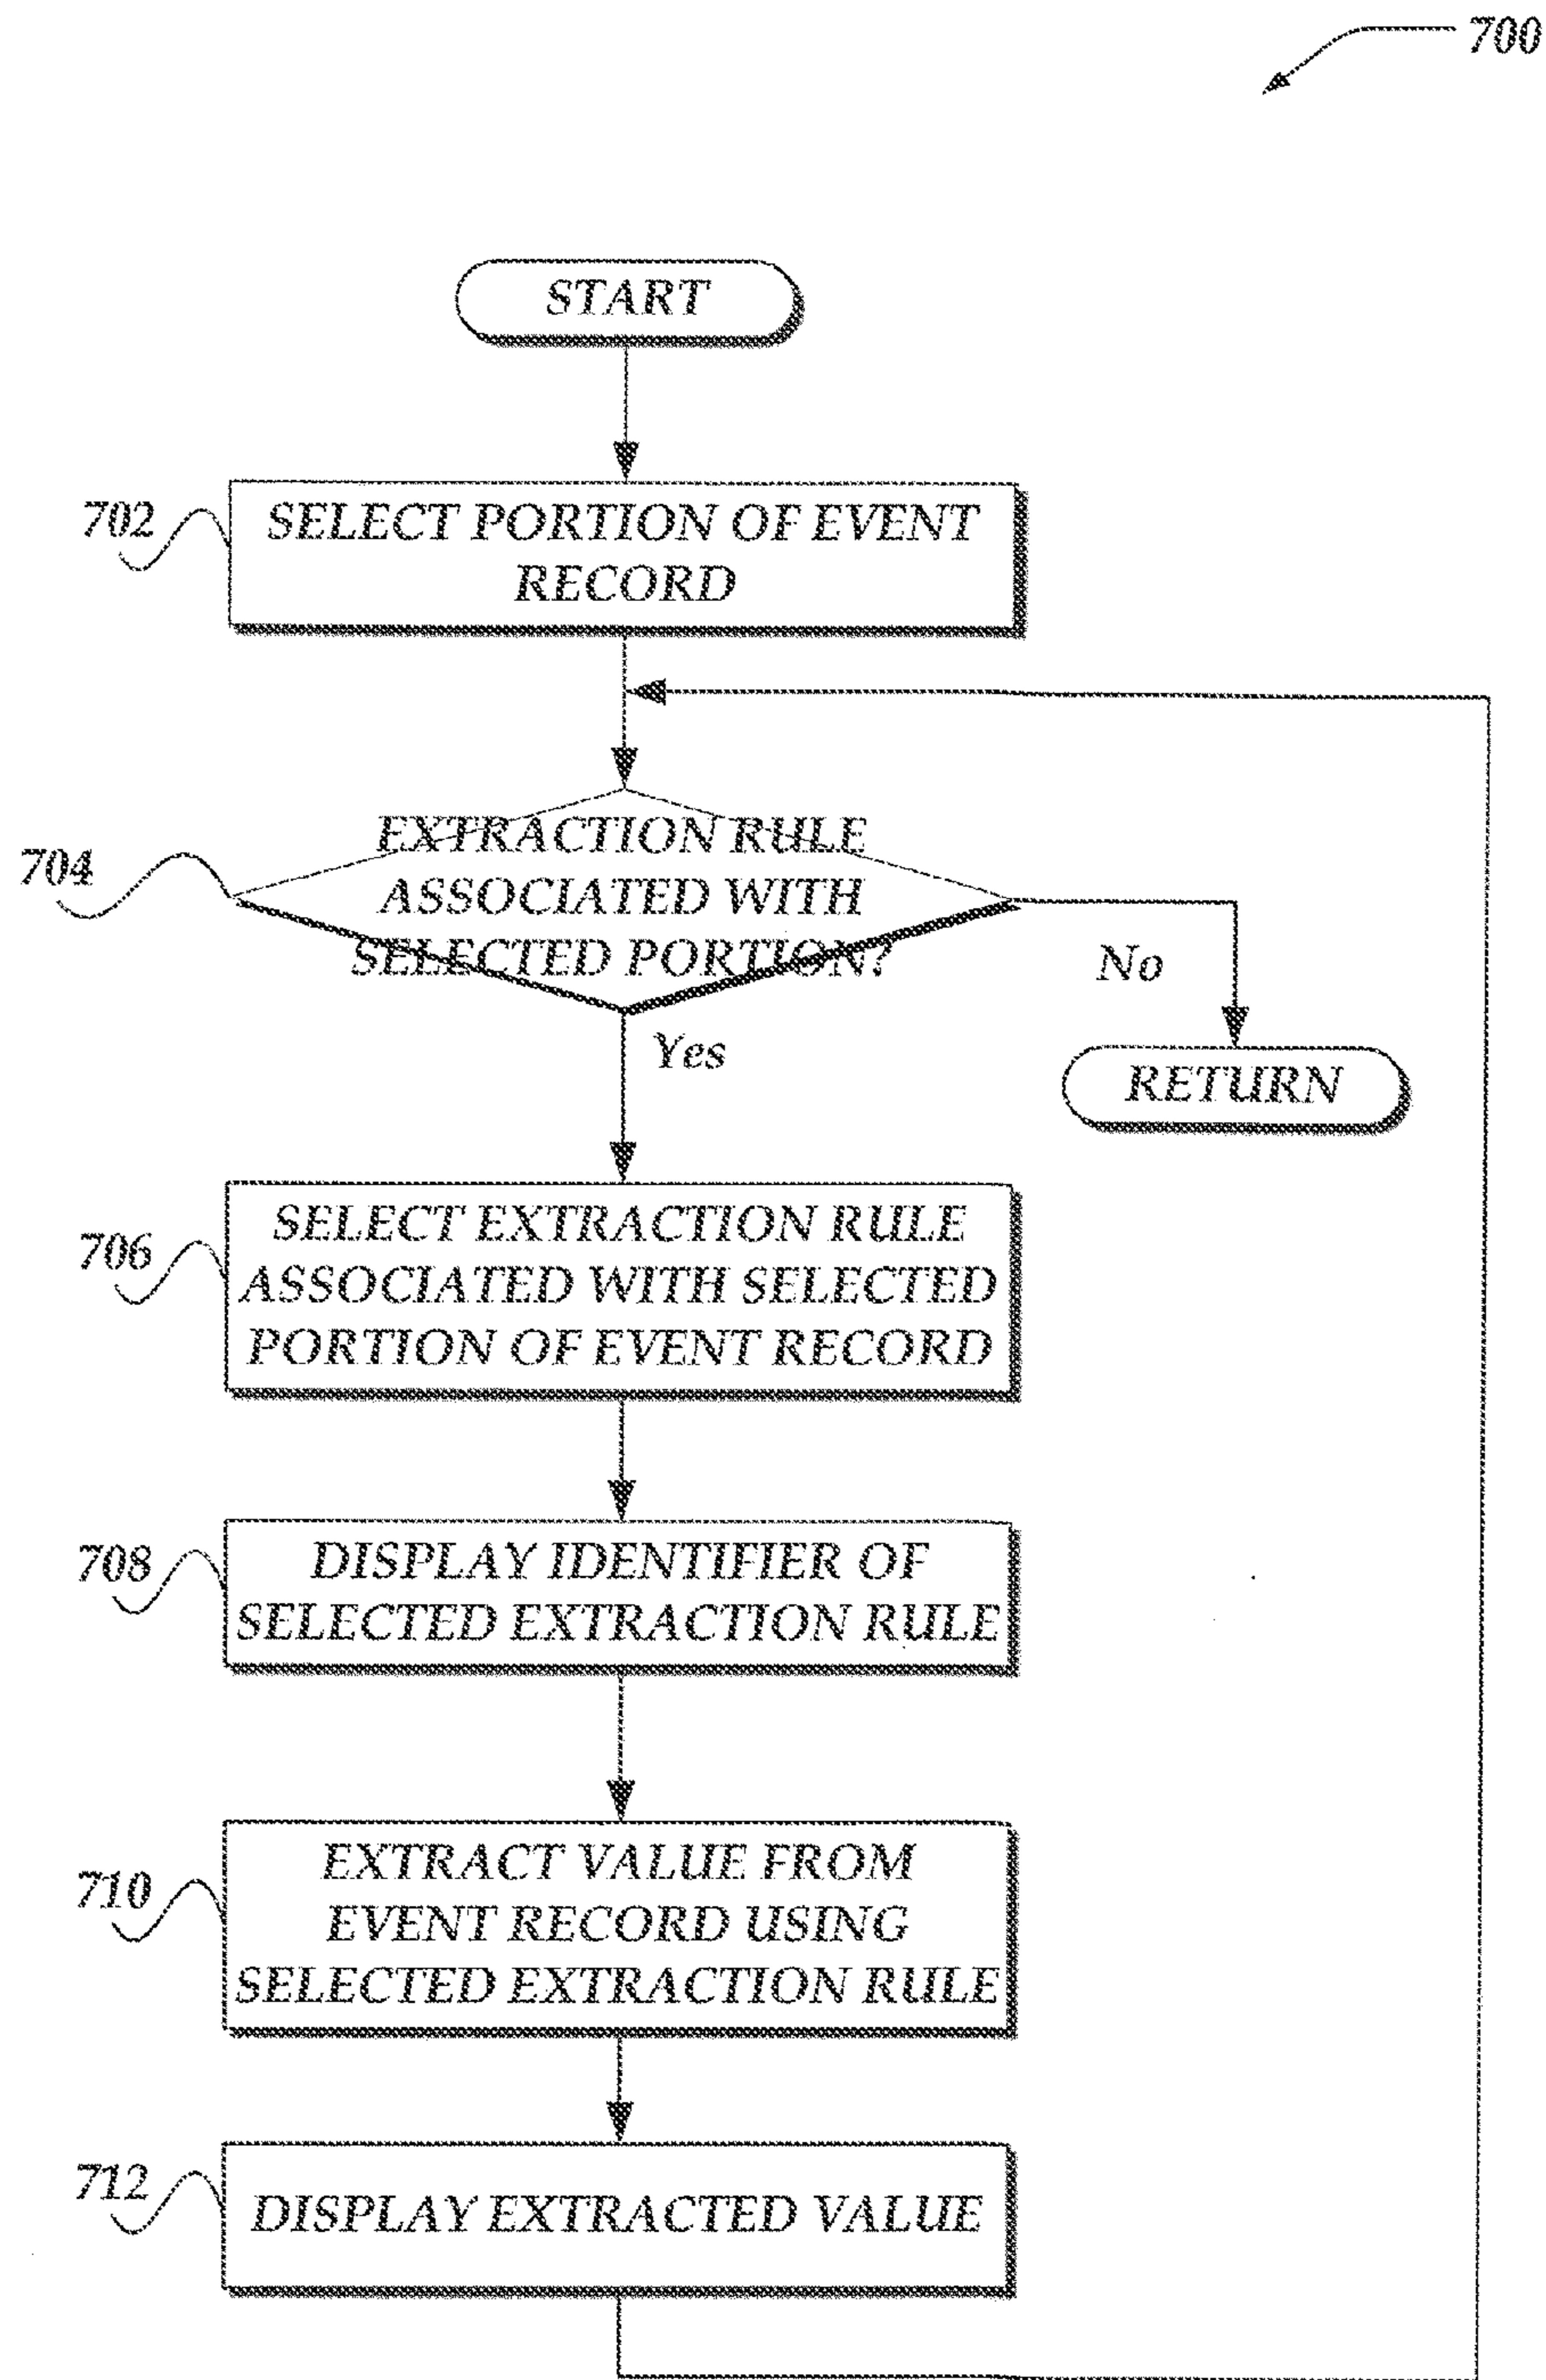 700
START
702
SELECT PORTION OF EVENT
RECORD
704
EXTRACTION RULE
ASSOCIATED WITH
SELECTED PORTION?
No
Yes
RETURN
706
SELECT EXTRACTION RULE
ASSOCIATED WITH SELECTED
PORTION OF EVENT RECORD
708
DISPLAY IDENTIFIER OF
SELECTED EXTRACTION RULE
710
EXTRACT VALUE FROM
EVENT RECORD USING
SELECTED EXTRACTION RULE
712
DISPLAY EXTRACTED VALUE